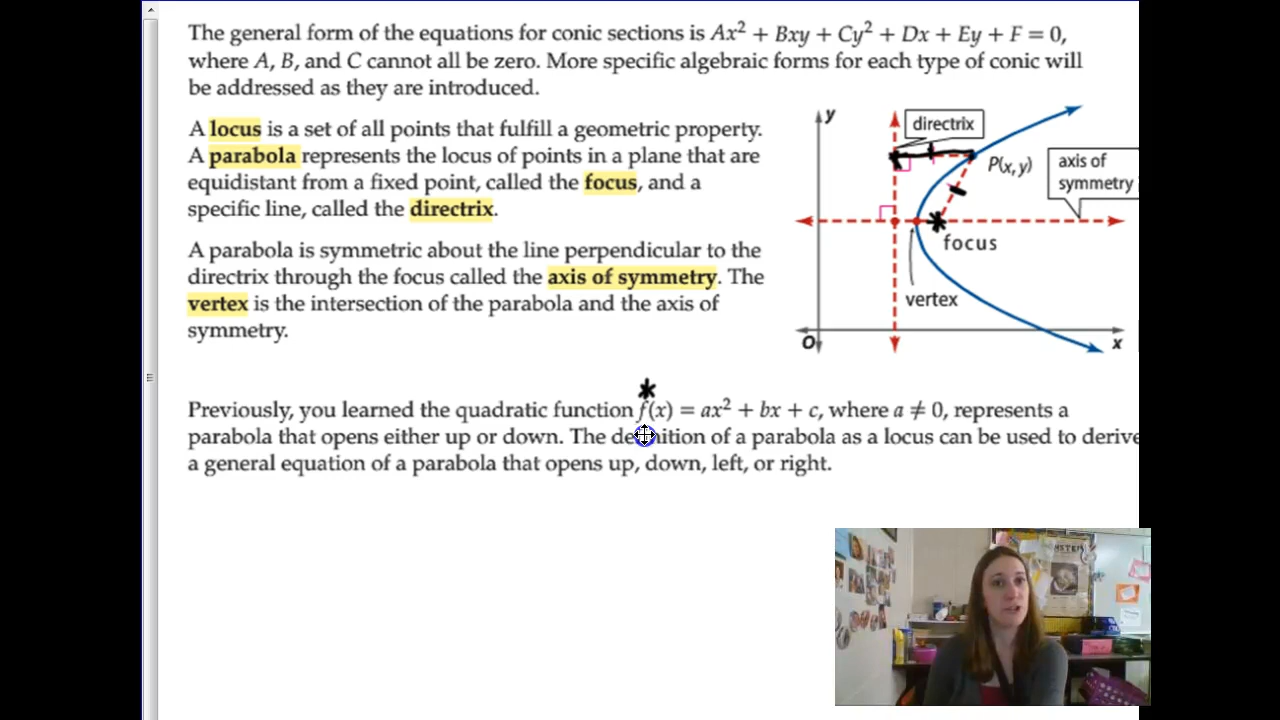 The general form of the equations for conic sections is Ax² + Bxy + Cy² + Dx + Ey + F = 0,
where A, B, and C cannot all be zero. More specific algebraic forms for each type of conic will
be addressed as they are introduced.
A locus is a set of all points that fulfill a geometric property.
A parabola represents the locus of points in a plane that are
equidistant from a fixed point, called the focus, and a
specific line, called the directrix.
A parabola is symmetric about the line perpendicular to the
directrix through the focus called the axis of symmetry. The
vertex is the intersection of the parabola and the axis of
symmetry.
y
directrix
P(x, y)
axis of
symmetry
focus
vertex
O
x
Previously, you learned the quadratic function f(x) = ax² + bx + c, where a ≠ 0, represents a
parabola that opens either up or down. The definition of a parabola as a locus can be used to derive
a general equation of a parabola that opens up, down, left, or right.